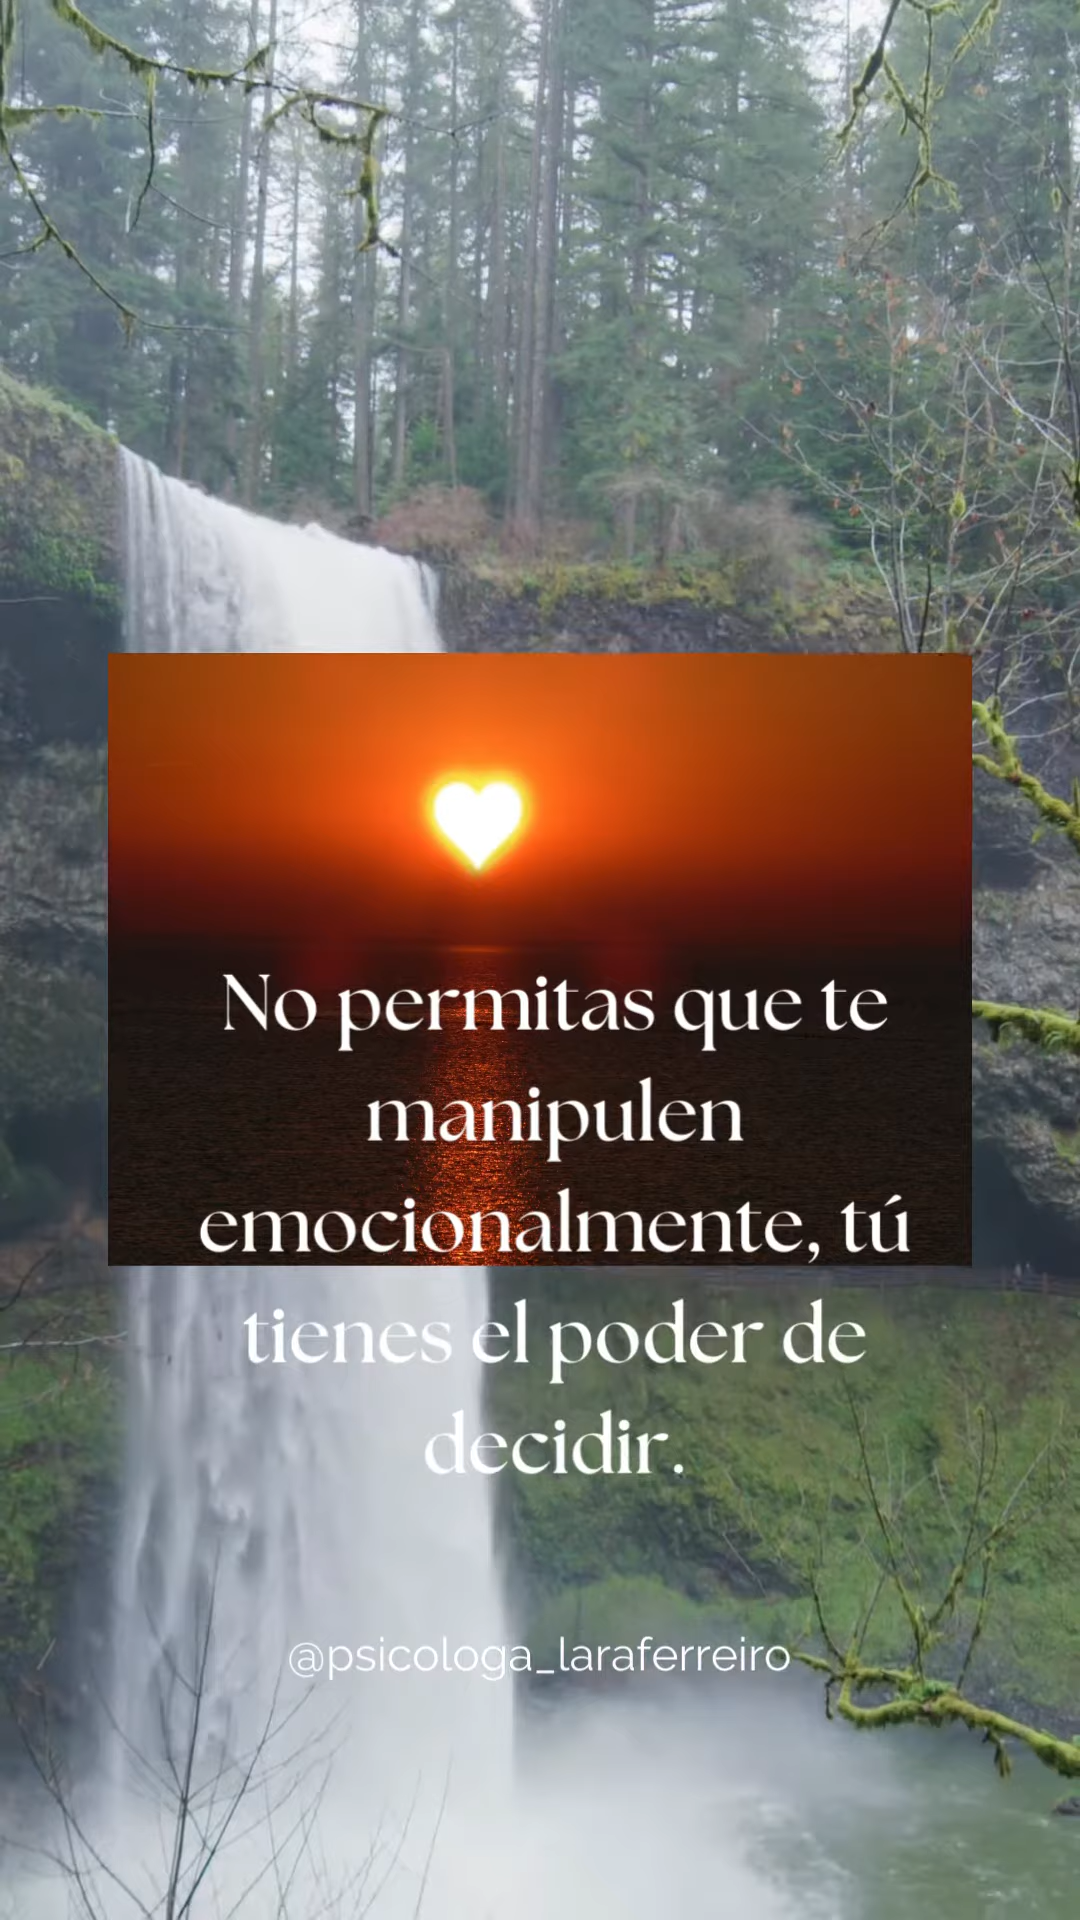 No permitas que te
manipulen
emocionalmente, tú
tienes el poder de
decidir.
@psicologa_laraferreiro